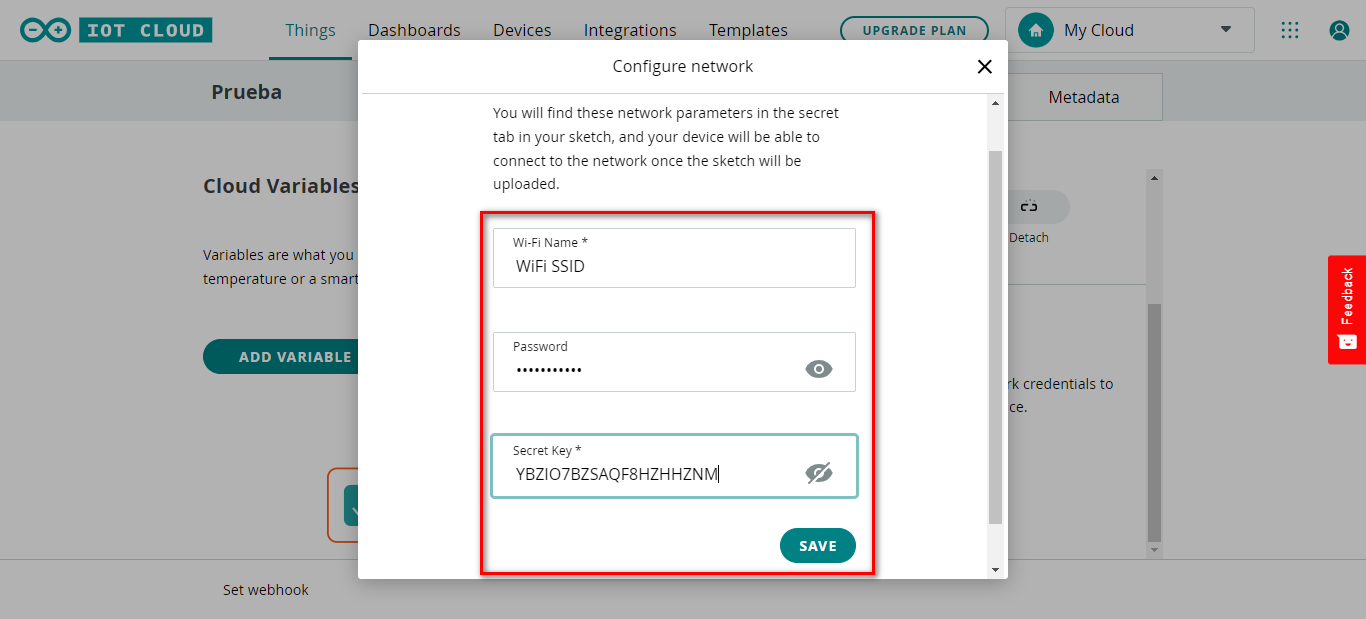 IOT CLOUD
Things
Dashboards
Devices
Integrations
Templates
UPGRADE PLAN
My Cloud
Prueba
Metadata
Configure network
You will find these network parameters in the secret
tab in your sketch, and your device will be able to
connect to the network once the sketch will be
uploaded.
Cloud Variables
Variables are what you
temperature or a smart
ADD VARIABLE
Wi-Fi Name *
WiFi SSID
Password
•••••••••••
Secret Key *
YBZIO7BZSAQF8HZHHZNM
SAVE
Detach
rk credentials to
ce.
Feedback
Set webhook